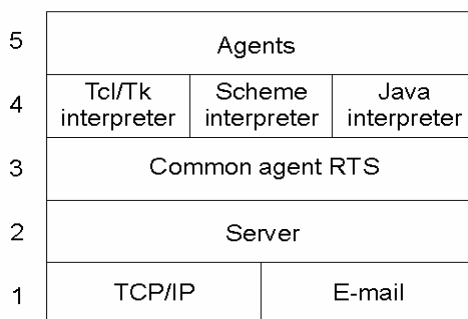 5
Agents
4
Tcl/Tk interpreter
Scheme interpreter
Java interpreter
3
Common agent RTS
2
Server
1
TCP/IP
E-mail